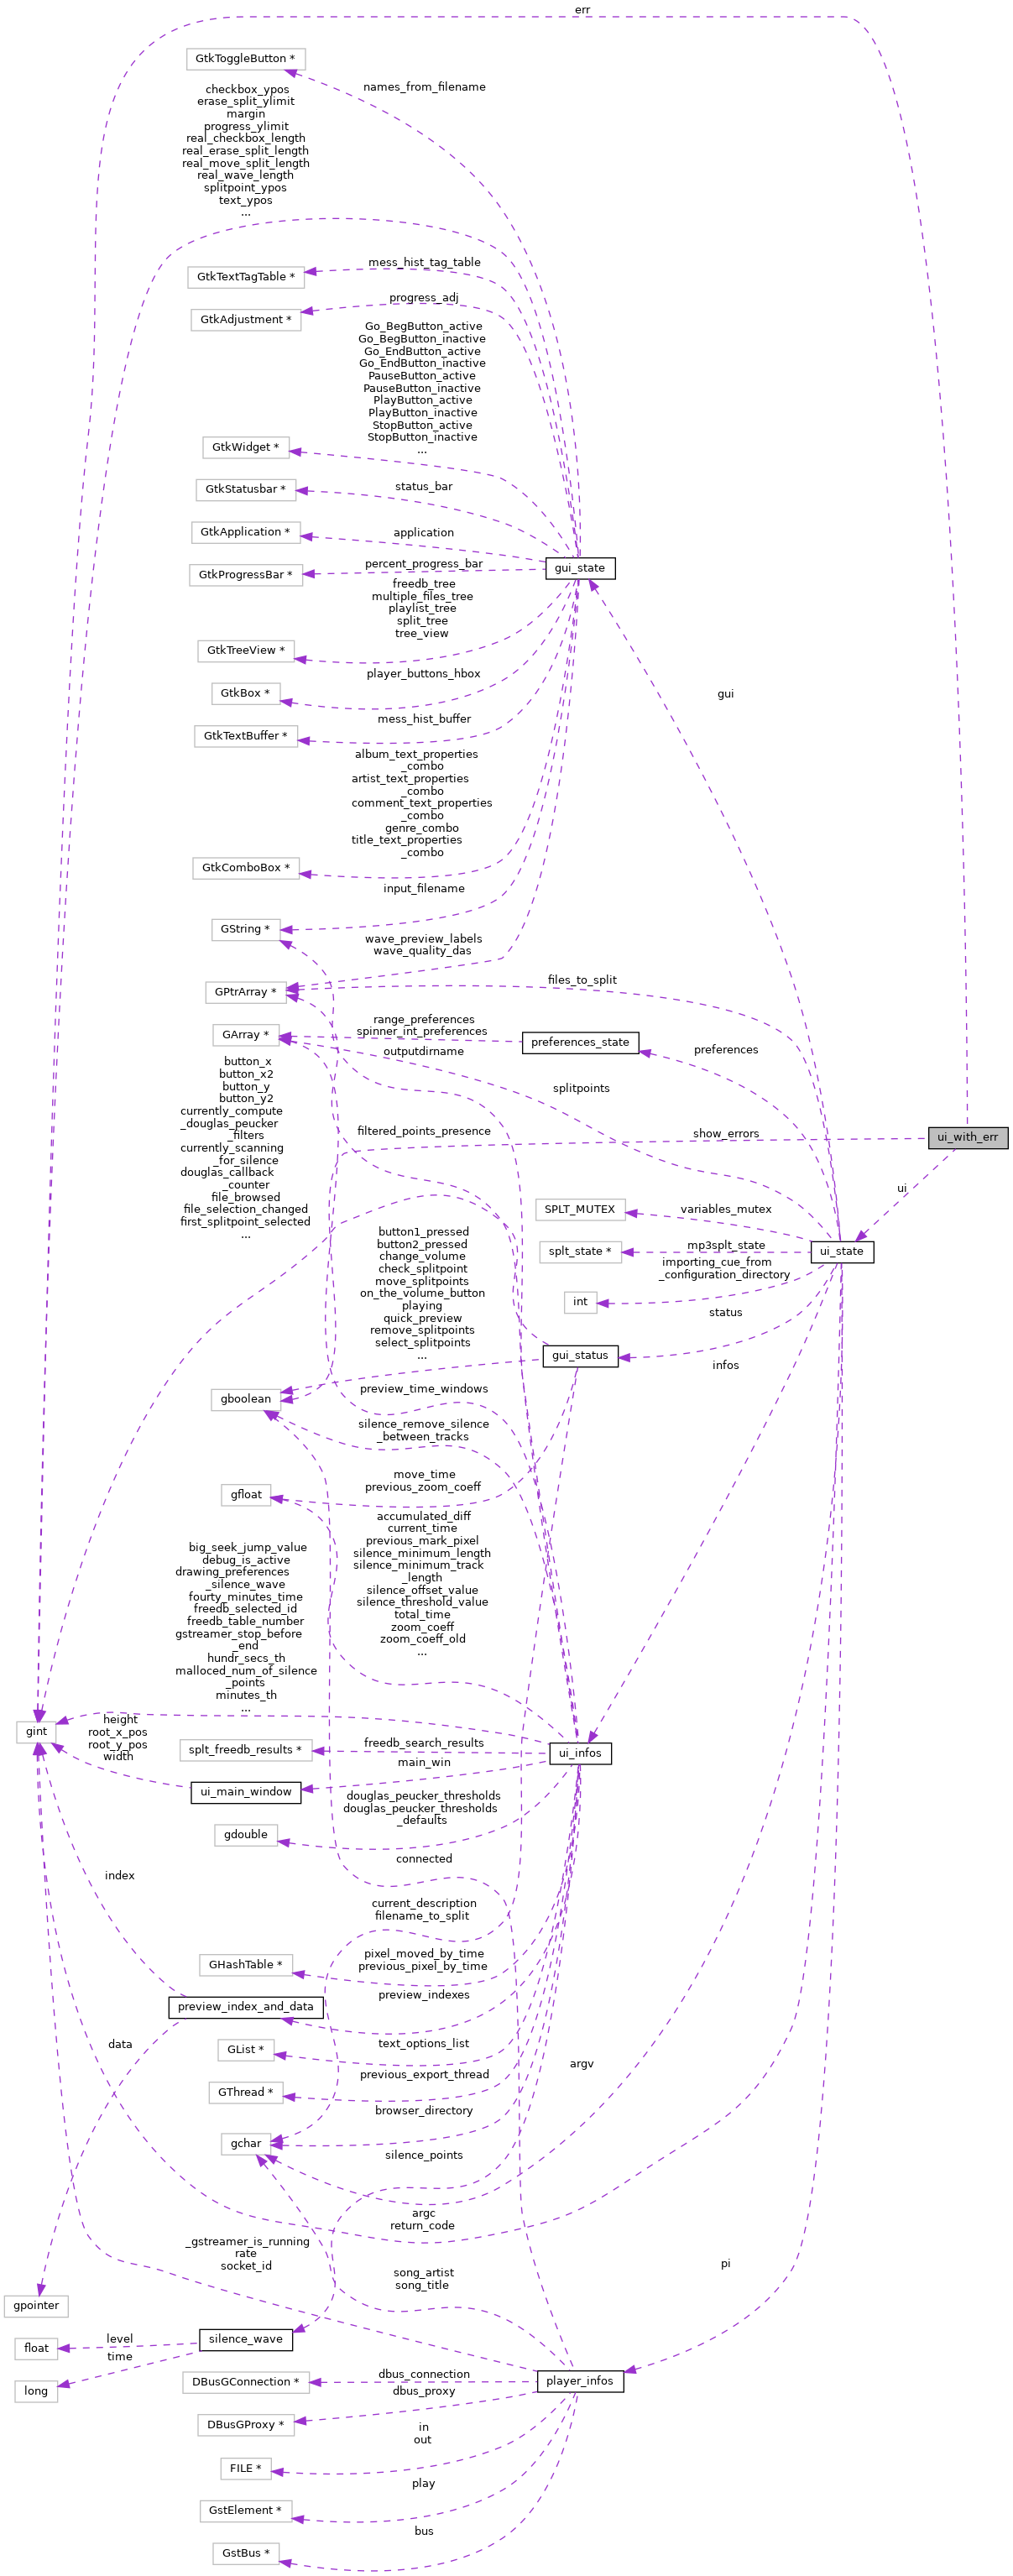 err
GtkToggleButton *
names_from_filename
checkbox_ypos
erase_split_ylimit
margin
progress_ylimit
real_checkbox_length
real_erase_split_length
real_move_split_length
real_wave_length
splitpoint_ypos
text_ypos
...
mess_hist_tag_table
GtkTextTagTable *
progress_adj
GtkAdjustment *
Go_BegButton_active
Go_BegButton_inactive
Go_EndButton_active
Go_EndButton_inactive
PauseButton_active
PauseButton_inactive
PlayButton_active
PlayButton_inactive
StopButton_active
StopButton_inactive
...
GtkWidget *
status_bar
GtkStatusbar *
application
GtkApplication *
percent_progress_bar
GtkProgressBar *
gui_state
freedb_tree
multiple_files_tree
playlist_tree
split_tree
tree_view
GtkTreeView *
player_buttons_hbox
GtkBox *
gui
mess_hist_buffer
GtkTextBuffer *
album_text_properties
_combo
artist_text_properties
_combo
comment_text_properties
_combo
genre_combo
title_text_properties
_combo
GtkComboBox *
input_filename
GString *
wave_preview_labels
wave_quality_das
files_to_split
GPtrArray *
range_preferences
spinner_int_preferences
GArray *
preferences_state
preferences
outputdirname
button_x
button_x2
button_y
button_y2
currently_compute
_douglas_peucker
_filters
currently_scanning
_for_silence
douglas_callback
_counter
file_browsed
file_selection_changed
first_splitpoint_selected
...
splitpoints
filtered_points_presence
show_errors
ui_with_err
ui
SPLT_MUTEX
variables_mutex
splt_state *
mp3splt_state
ui_state
importing_cue_from
_configuration_directory
int
status
button1_pressed
button2_pressed
change_volume
check_splitpoint
move_splitpoints
on_the_volume_button
playing
quick_preview
remove_splitpoints
select_splitpoints
...
gui_status
infos
gboolean
preview_time_windows
silence_remove_silence
_between_tracks
move_time
previous_zoom_coeff
gfloat
accumulated_diff
current_time
previous_mark_pixel
silence_minimum_length
silence_minimum_track
_length
silence_offset_value
silence_threshold_value
total_time
zoom_coeff
zoom_coeff_old
...
big_seek_jump_value
debug_is_active
drawing_preferences
_silence_wave
fourty_minutes_time
freedb_selected_id
freedb_table_number
gstreamer_stop_before
_end
hundr_secs_th
malloced_num_of_silence
_points
minutes_th
...
gint
height
root_x_pos
root_y_pos
width
splt_freedb_results *
freedb_search_results
ui_infos
main_win
ui_main_window
douglas_peucker_thresholds
douglas_peucker_thresholds
_defaults
gdouble
connected
index
current_description
filename_to_split
GHashTable *
pixel_moved_by_time
previous_pixel_by_time
preview_index_and_data
preview_indexes
data
GList *
text_options_list
argv
GThread *
previous_export_thread
browser_directory
gchar
silence_points
argc
return_code
_gstreamer_is_running
rate
socket_id
pi
song_artist
song_title
gpointer
silence_wave
level
float
time
long
DBusGConnection *
dbus_connection
player_infos
dbus_proxy
DBusGProxy *
in
out
FILE *
play
GstElement *
bus
GstBus *